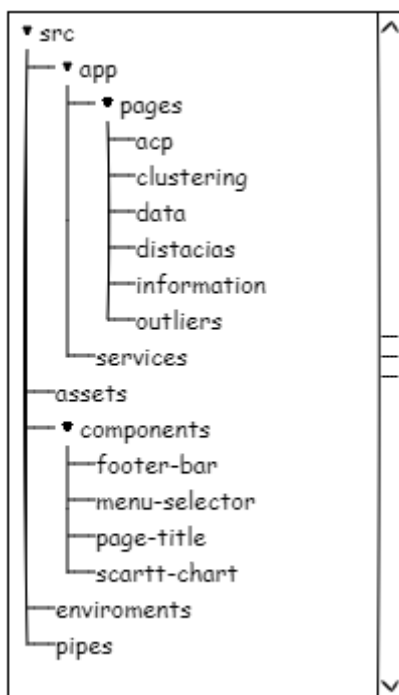 src
app
pages
acp
clustering
data
distacias
information
outliers
services
assets
components
footer-bar
menu-selector
page-title
scartt-chart
enviroments
pipes